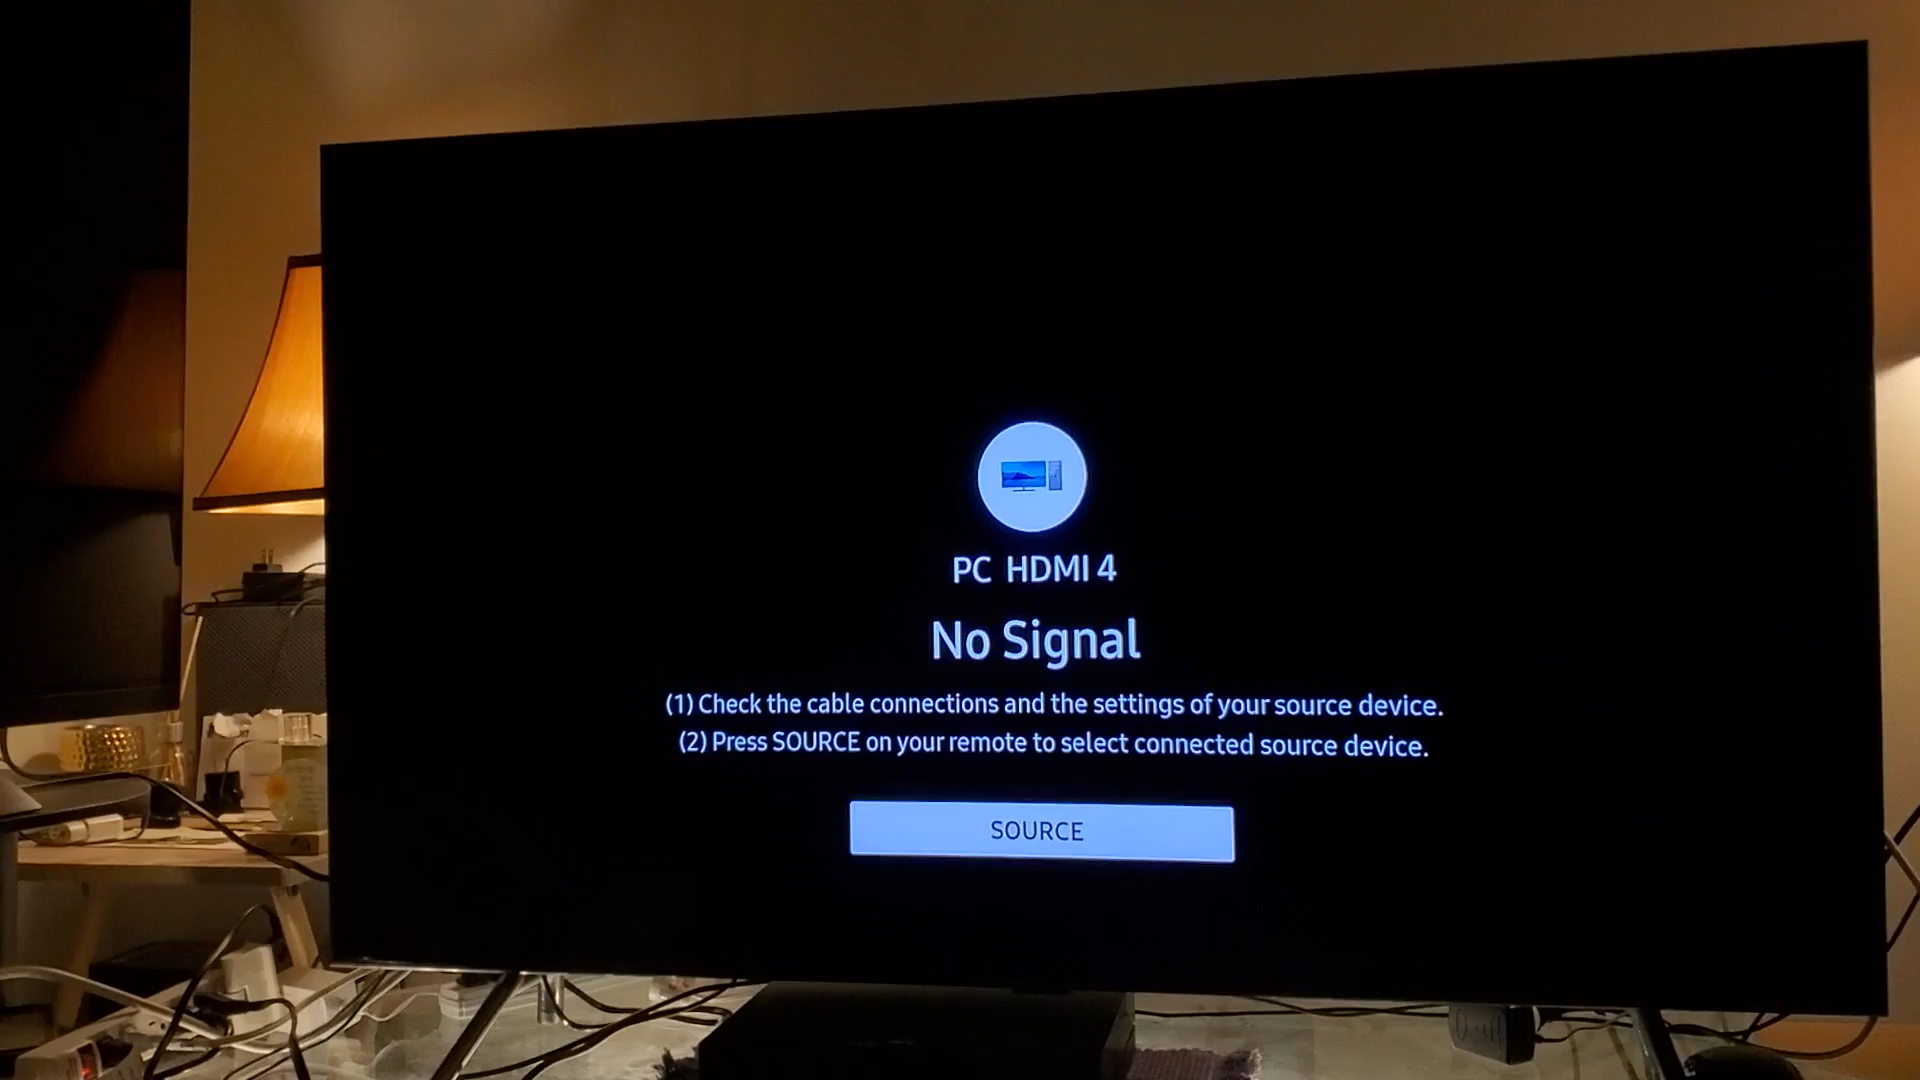 PC HDMI 4
No Signal
(1) Check the cable connections and the settings of your source device.
(2) Press SOURCE on your remote to select connected source device.
SOURCE